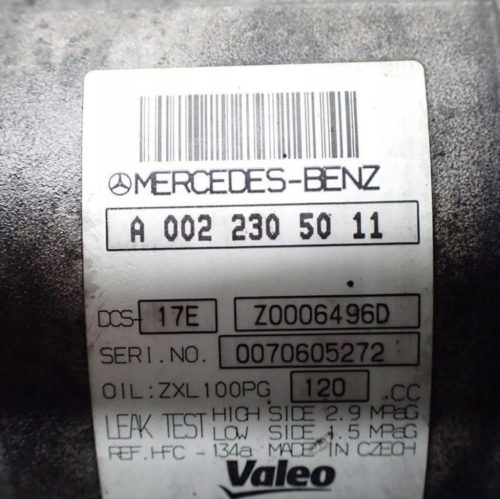 MERCEDES-BENZ
A 002 230 50 11
DCS-17E Z0006496D
SERI.NO. 0070605272
OIL:ZXL100PG 120 CC
LEAK TEST HIGH SIDE 2.9 MPaG
LOW SIDE 1.5 MPaG
REF.HFC - 134a MADE IN CZECH
Valeo